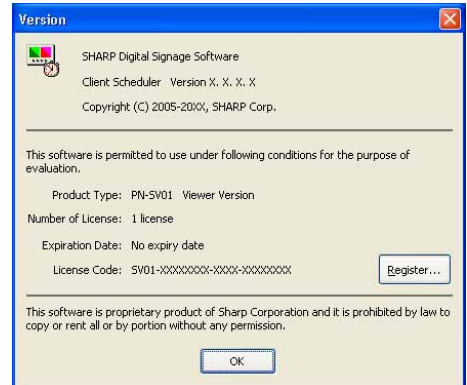 Version
SHARP Digital Signage Software
Client Scheduler Version X. X. X. X
Copyright (C) 2005-20XX, SHARP Corp.
This software is permitted to use under following conditions for the purpose of
evaluation.
Product Type: PN-SV01 Viewer Version
Number of License: 1 license
Expiration Date: No expiry date
License Code: SV01-XXXXXXXX-XXXX-XXXXXXXX
Register...
This software is proprietary product of Sharp Corporation and it is prohibited by law to
copy or rent all or by portion without any permission.
OK